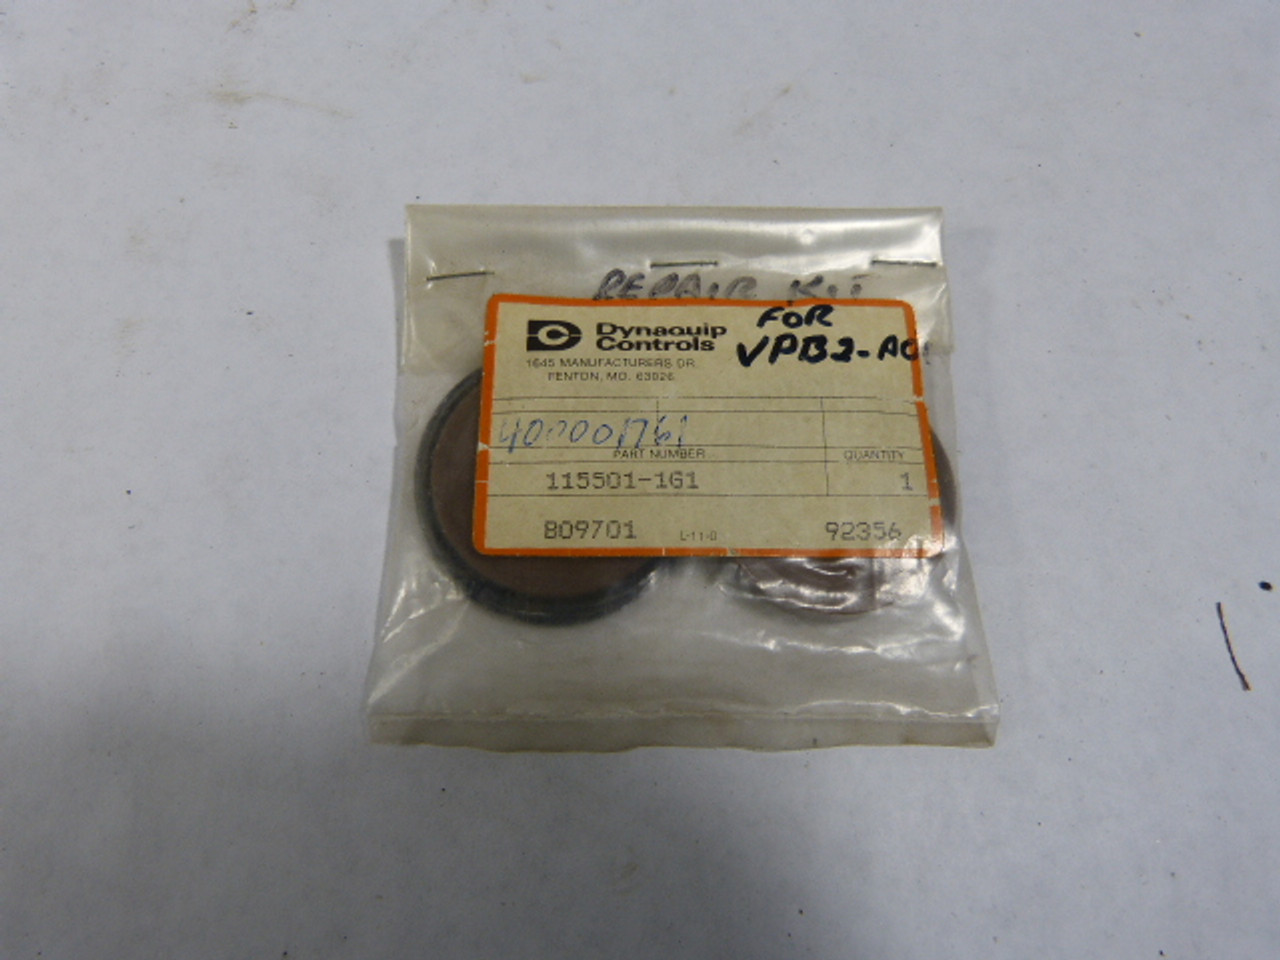 REPAIR KIT
Dynaquip
Controls
FOR
VPB2-A0
1645 MANUFACTURERS DR.
FENTON, MO. 63026
400001761
PART NUMBER QUANTITY
115501-1G1 1
809701 L-11-0 92356